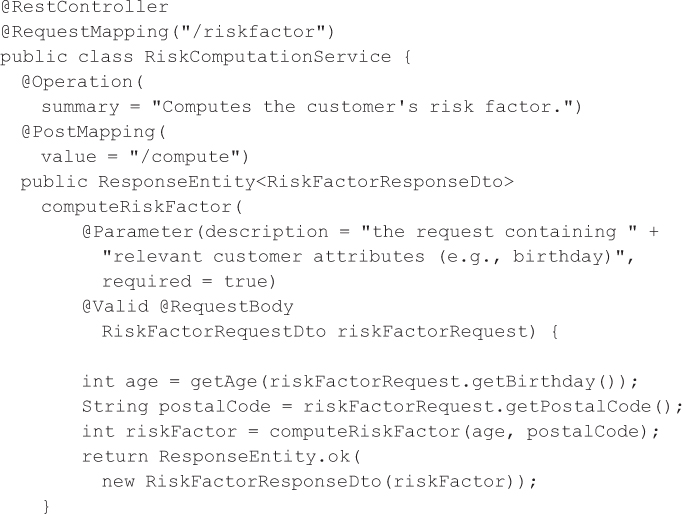 @RestController
@RequestMapping("/riskfactor")
public class RiskComputationService {
@Operation(
summary = "Computes the customer's risk factor.")
@PostMapping(
value = "/compute")
public ResponseEntity<RiskFactorResponseDto>
computeRiskFactor(
@Parameter(description = "the request containing " +
"relevant customer attributes (e.g., birthday)",
required = true)
@Valid @RequestBody
RiskFactorRequestDto riskFactorRequest) {
int age = getAge(riskFactorRequest.getBirthday());
String postalCode = riskFactorRequest.getPostalCode();
int riskFactor = computeRiskFactor(age, postalCode);
return ResponseEntity.ok(
new RiskFactorResponseDto(riskFactor));
}